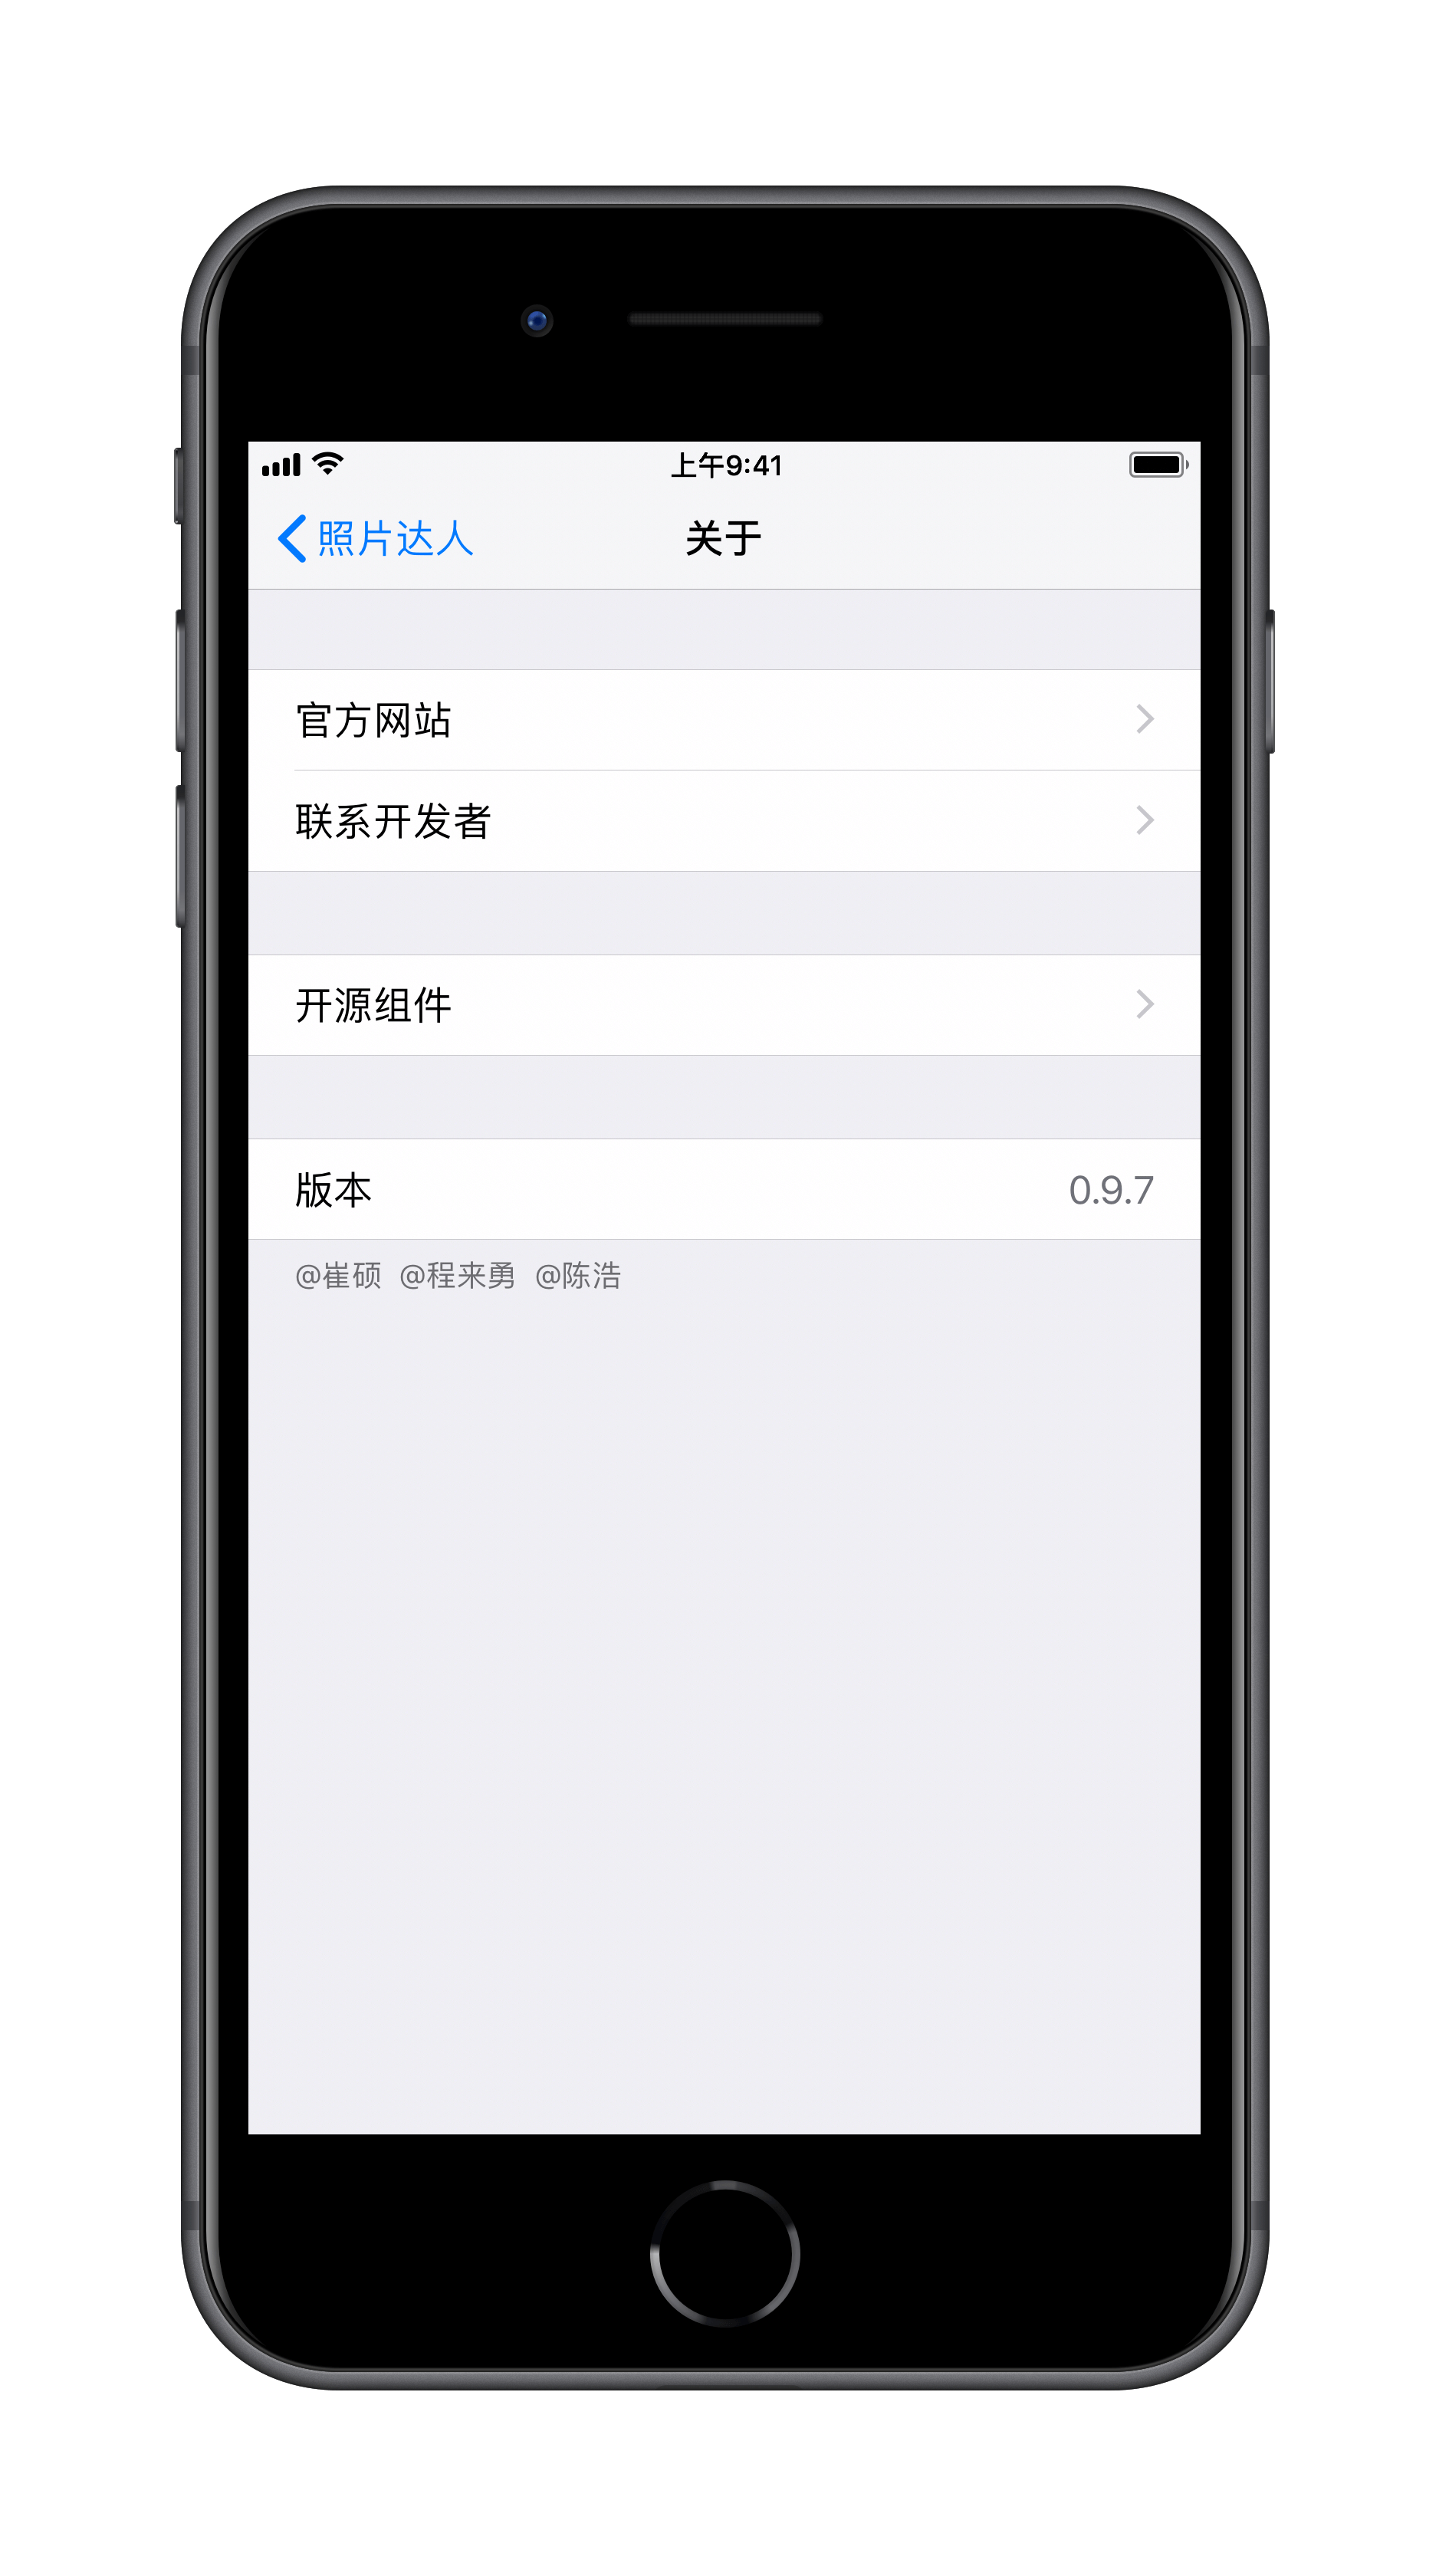 上午9:41
照片达人 关于
官方网站
联系开发者
开源组件
版本 0.9.7
@崔硕 @程来勇 @陈浩